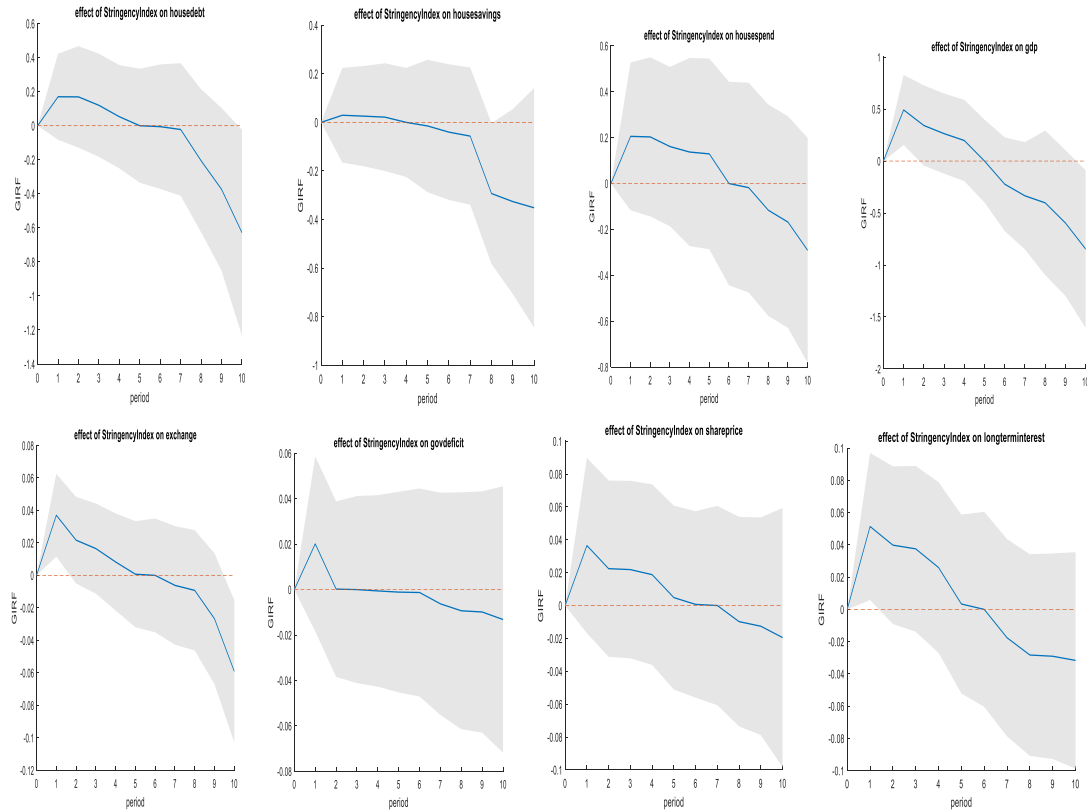 effect of StringencyIndex on housedebt
0.6
0.4
0.2
0
-0.2
-0.4
-0.6
-0.8
-1
-1.2
-1.4
GIRF
0 1 2 3 4 5 6 7 8 9 10
period
effect of StringencyIndex on housesavings
0.4
0.2
0
-0.2
-0.4
-0.6
-0.8
-1
GIRF
0 1 2 3 4 5 6 7 8 9 10
period
effect of StringencyIndex on housespend
0.6
0.4
0.2
0
-0.2
-0.4
-0.6
-0.8
GIRF
0 1 2 3 4 5 6 7 8 9 10
period
effect of StringencyIndex on gdp
1
0.5
0
-0.5
-1
-1.5
-2
GIRF
0 1 2 3 4 5 6 7 8 9 10
period
effect of StringencyIndex on exchange
0.08
0.06
0.04
0.02
0
-0.02
-0.04
-0.06
-0.08
-0.1
-0.12
GIRF
0 1 2 3 4 5 6 7 8 9 10
period
effect of StringencyIndex on govdeficit
0.06
0.04
0.02
0
-0.02
-0.04
-0.06
-0.08
GIRF
0 1 2 3 4 5 6 7 8 9 10
period
effect of StringencyIndex on shareprice
0.1
0.08
0.06
0.04
0.02
0
-0.02
-0.04
-0.06
-0.08
-0.1
GIRF
0 1 2 3 4 5 6 7 8 9 10
period
effect of StringencyIndex on longterminterest
0.1
0.08
0.06
0.04
0.02
0
-0.02
-0.04
-0.06
-0.08
-0.1
GIRF
0 1 2 3 4 5 6 7 8 9 10
period